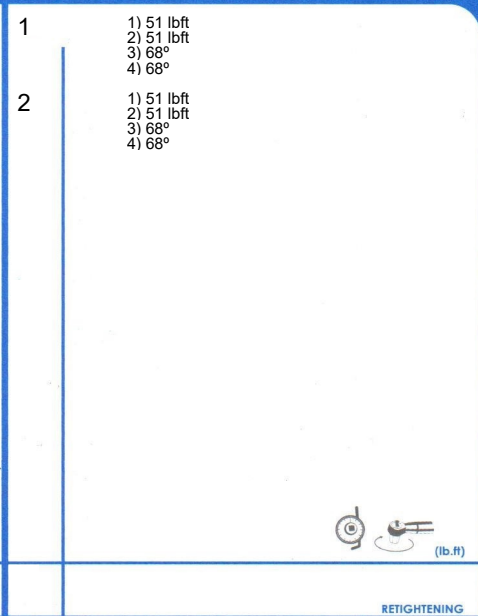 1
1) 51 lbft
2) 51 lbft
3) 68º
4) 68º
2
1) 51 lbft
2) 51 lbft
3) 68º
4) 68º
(lb.ft)
RETIGHTENING